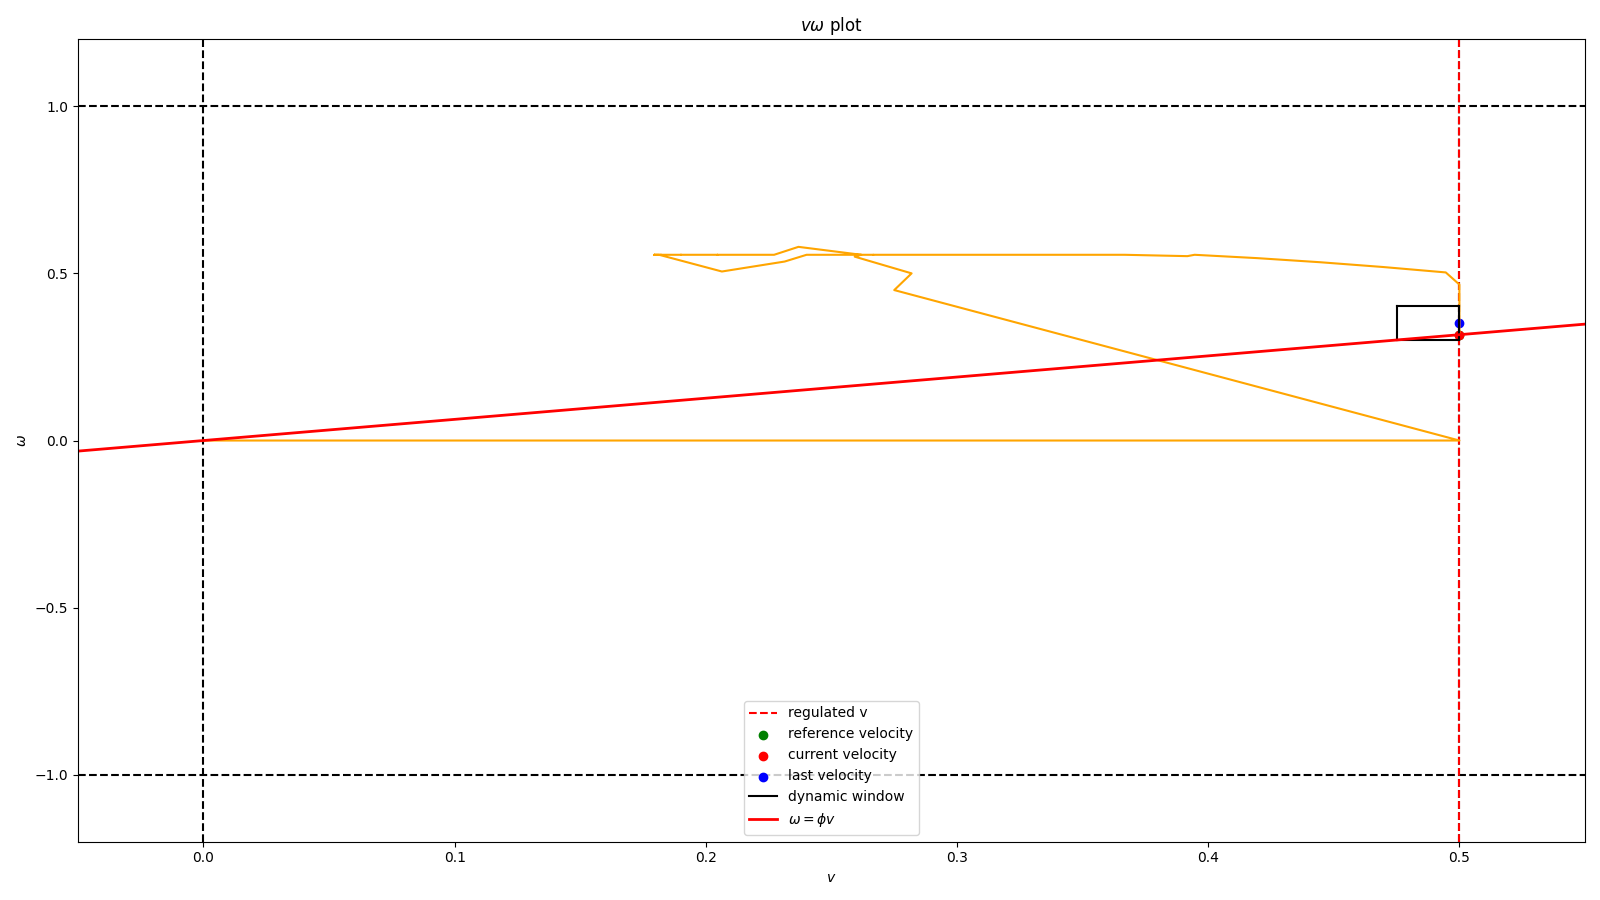 vω plot
1.0
0.5
0.0
−0.5
−1.0
ω
0.0
0.1
0.2
0.3
0.4
0.5
v
regulated v
reference velocity
current velocity
last velocity
dynamic window
ω = ϕv